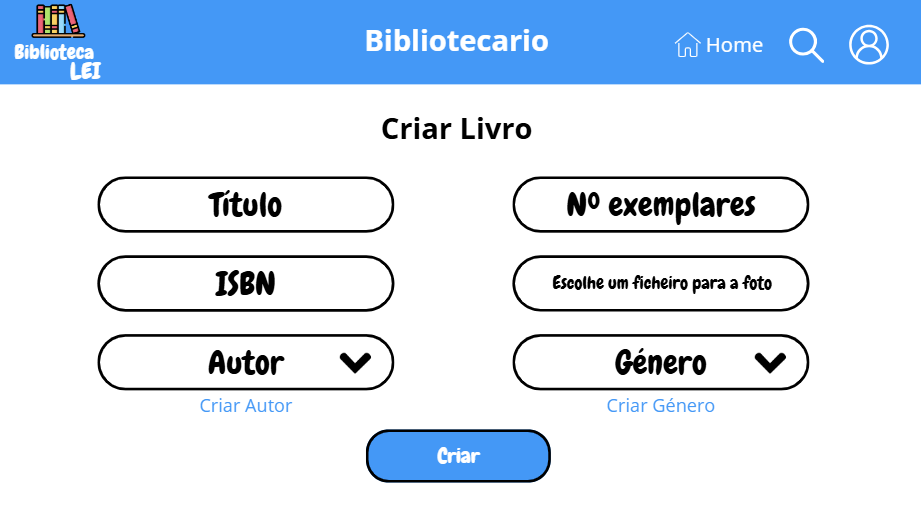 Biblioteca
LEI
Bibliotecario
Home
Criar Livro
Título
Nº exemplares
ISBN
Escolhe um ficheiro para a foto
Autor
Género
Criar Autor
Criar Género
Criar